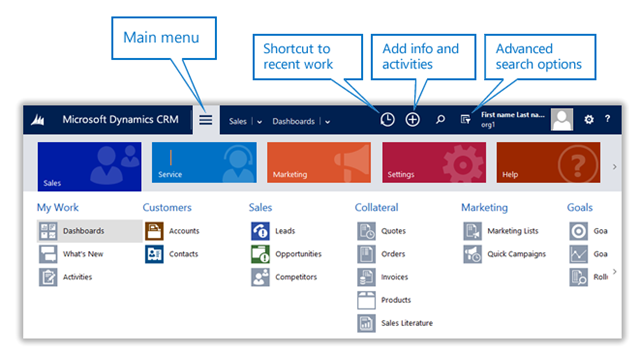 Main menu
Shortcut to
recent work
Add info and
activities
Advanced
search options
Microsoft Dynamics CRM
Sales
Dashboards
First name Last na...
org1
?
Sales
Service
Marketing
Settings
Help
?
My Work
Dashboards
What's New
Activities
Customers
Accounts
Contacts
Sales
Leads
Opportunities
Competitors
Collateral
Quotes
Orders
Invoices
Products
Sales Literature
Marketing
Marketing Lists
Quick Campaigns
Goals
Goa
Goa
Rollu